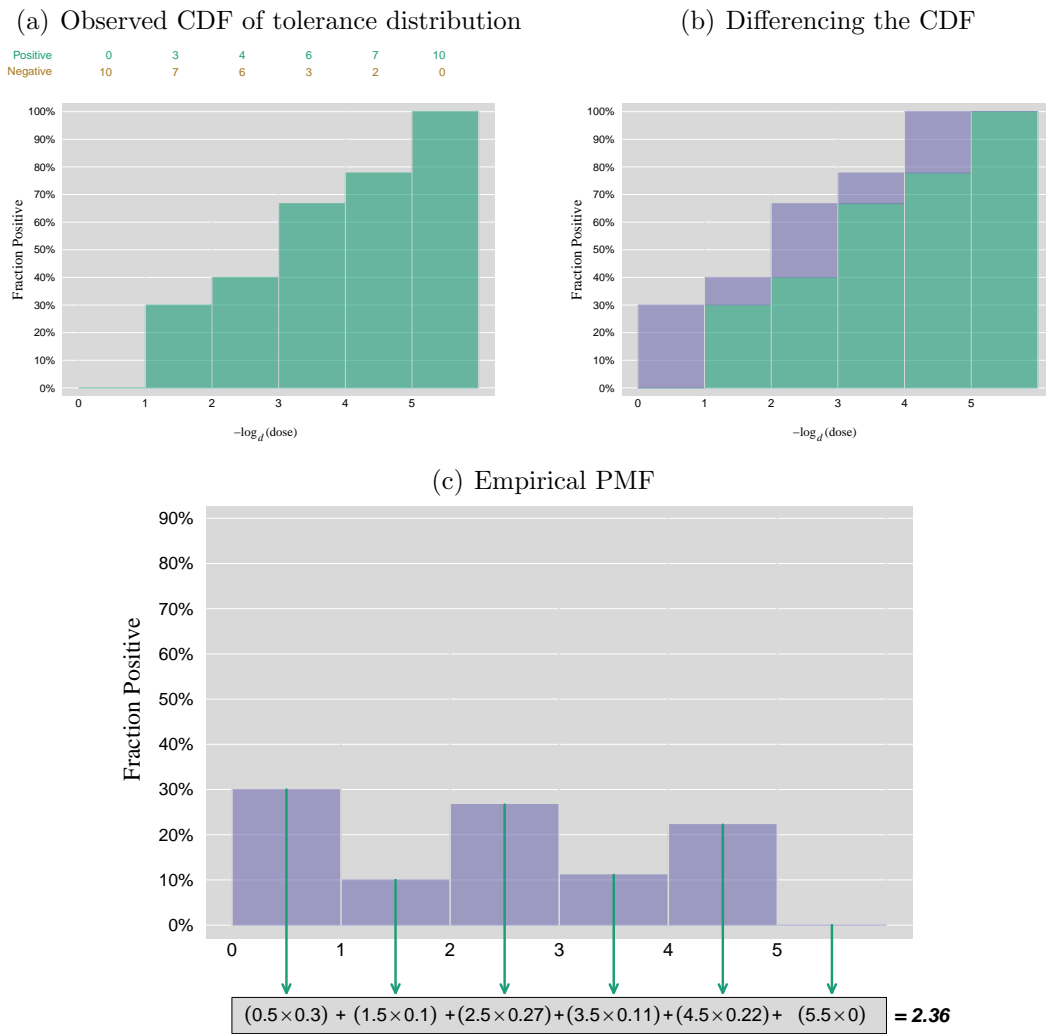 (a) Observed CDF of tolerance distribution
Positive 0 3 4 6 7 10
Negative 10 7 6 3 2 0
100%
90%
80%
70%
60%
50%
40%
30%
20%
10%
0%
Fraction Positive
0 1 2 3 4 5
−log_d(dose)
(b) Differencing the CDF
100%
90%
80%
70%
60%
50%
40%
30%
20%
10%
0%
Fraction Positive
0 1 2 3 4 5
−log_d(dose)
(c) Empirical PMF
90%
80%
70%
60%
50%
40%
30%
20%
10%
0%
Fraction Positive
0 1 2 3 4 5
(0.5×0.3) + (1.5×0.1) +(2.5×0.27)+(3.5×0.11)+(4.5×0.22)+ (5.5×0) = 2.36